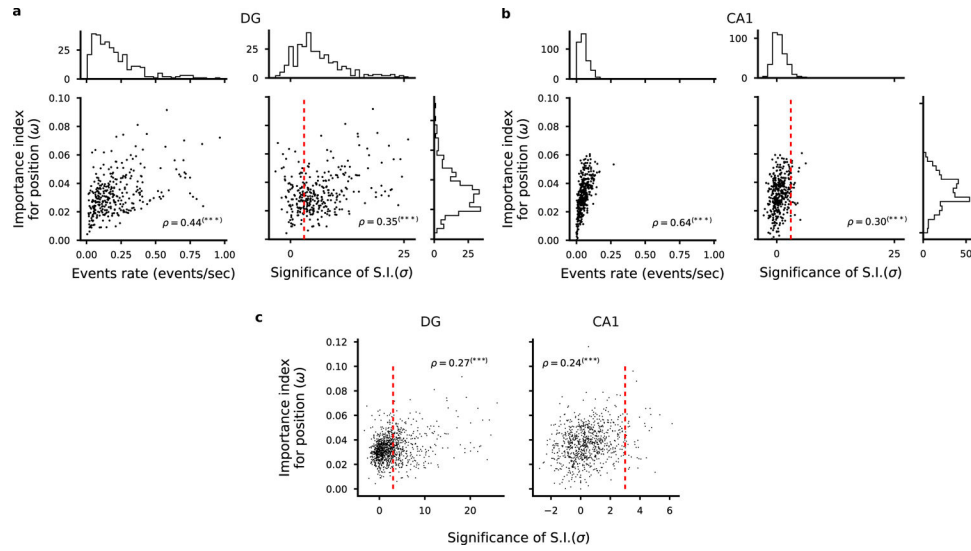 a
DG
25
0
25
0
0.10
0.08
0.06
0.04
0.02
0.00
Importance index
for position (ω)
ρ = 0.44(***)
0.00 0.25 0.50 0.75 1.00
Events rate (events/sec)
ρ = 0.35(***)
0 25
Significance of S.I.(σ)
0 25
b
CA1
100
0
100
0
0.10
0.08
0.06
0.04
0.02
0.00
Importance index
for position (ω)
ρ = 0.64(***)
0.00 0.25 0.50 0.75 1.00
Events rate (events/sec)
ρ = 0.30(***)
0 25
Significance of S.I.(σ)
0 50
c
DG
CA1
0.12
0.10
0.08
0.06
0.04
0.02
0.00
Importance index
for position (ω)
ρ = 0.27(***)
0 10 20
ρ = 0.24(***)
−2 0 2 4 6
Significance of S.I.(σ)